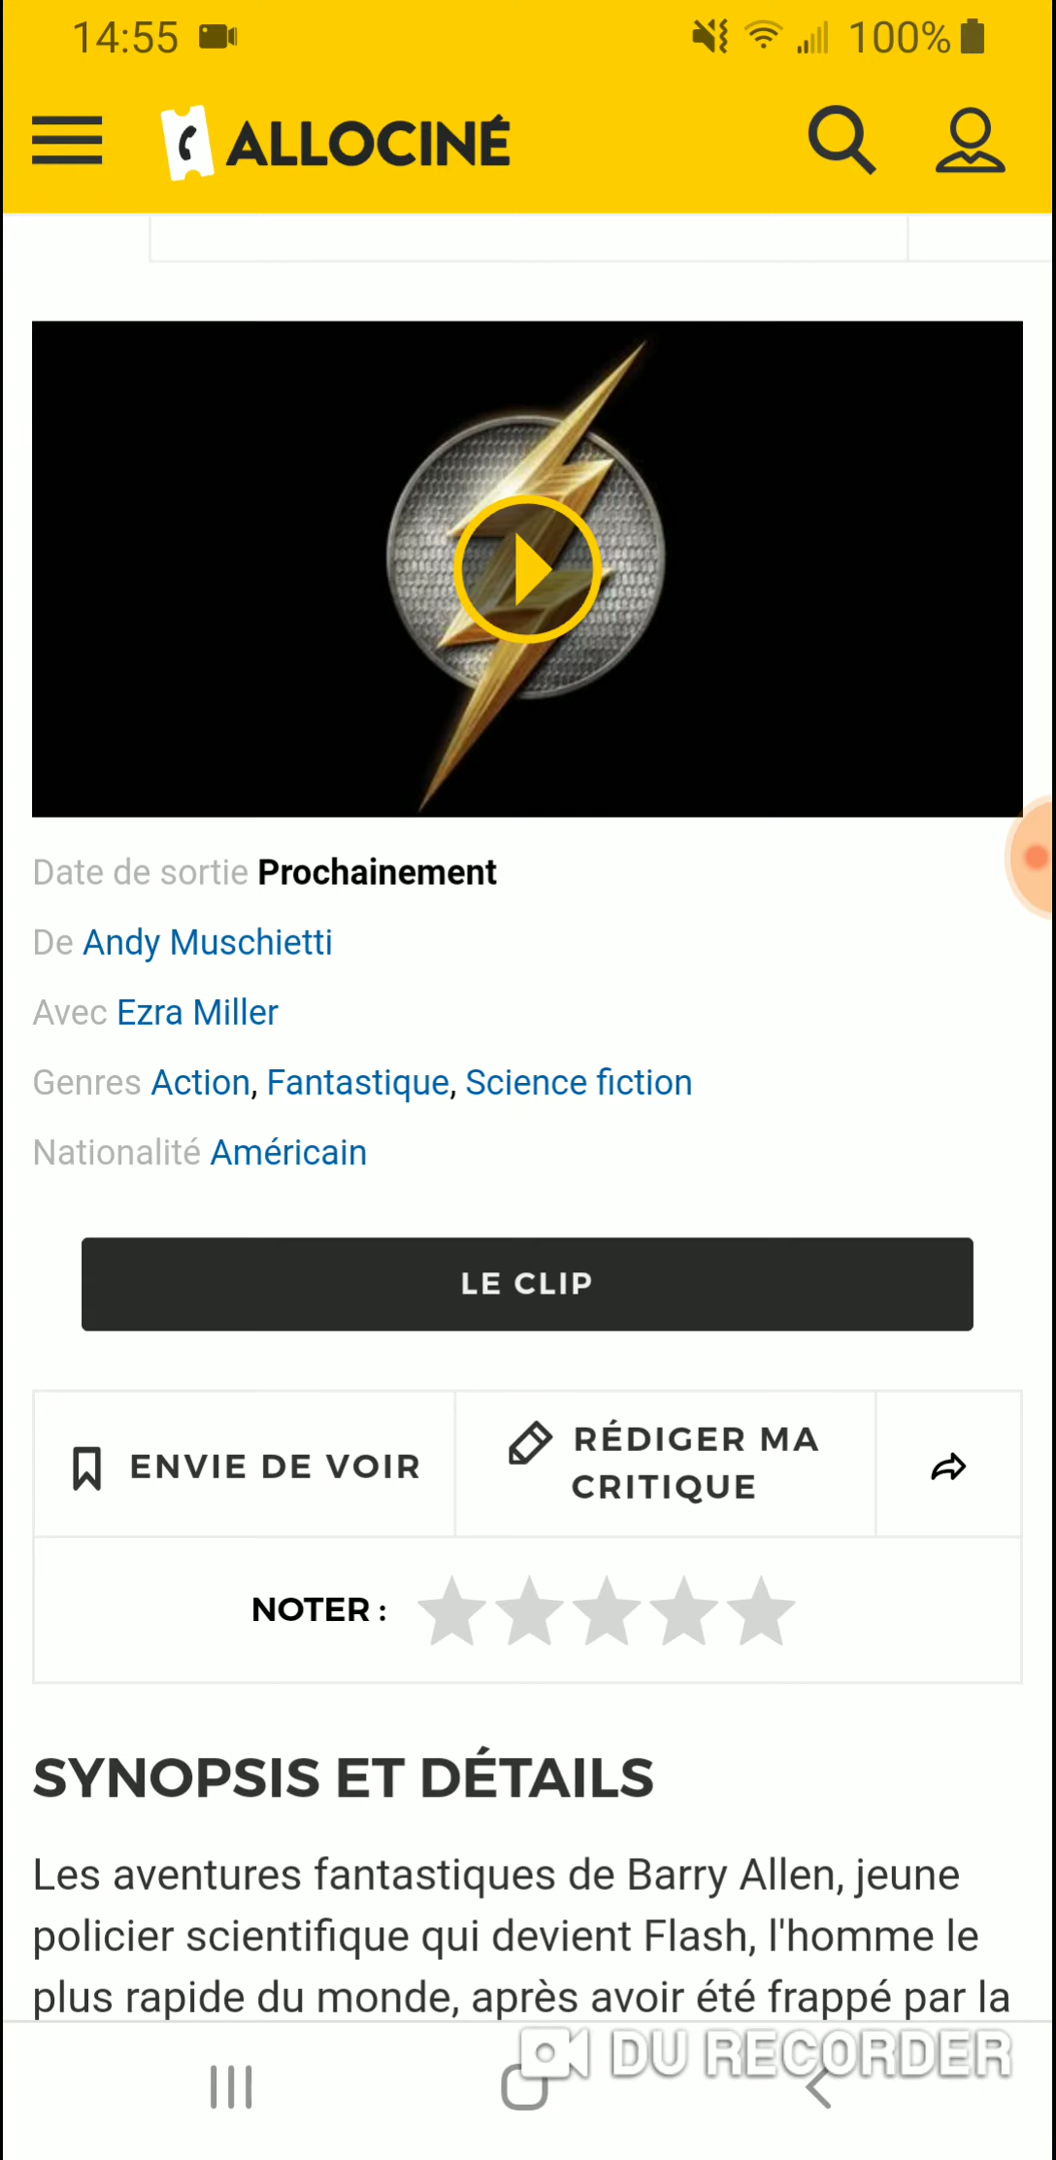 14:55
100%
ALLOCINÉ
Date de sortie Prochainement
De Andy Muschietti
Avec Ezra Miller
Genres Action, Fantastique, Science fiction
Nationalité Américain
LE CLIP
ENVIE DE VOIR
RÉDIGER MA
CRITIQUE
NOTER :
SYNOPSIS ET DÉTAILS
Les aventures fantastiques de Barry Allen, jeune
policier scientifique qui devient Flash, l'homme le
plus rapide du monde, après avoir été frappé par la
DU RECORDER